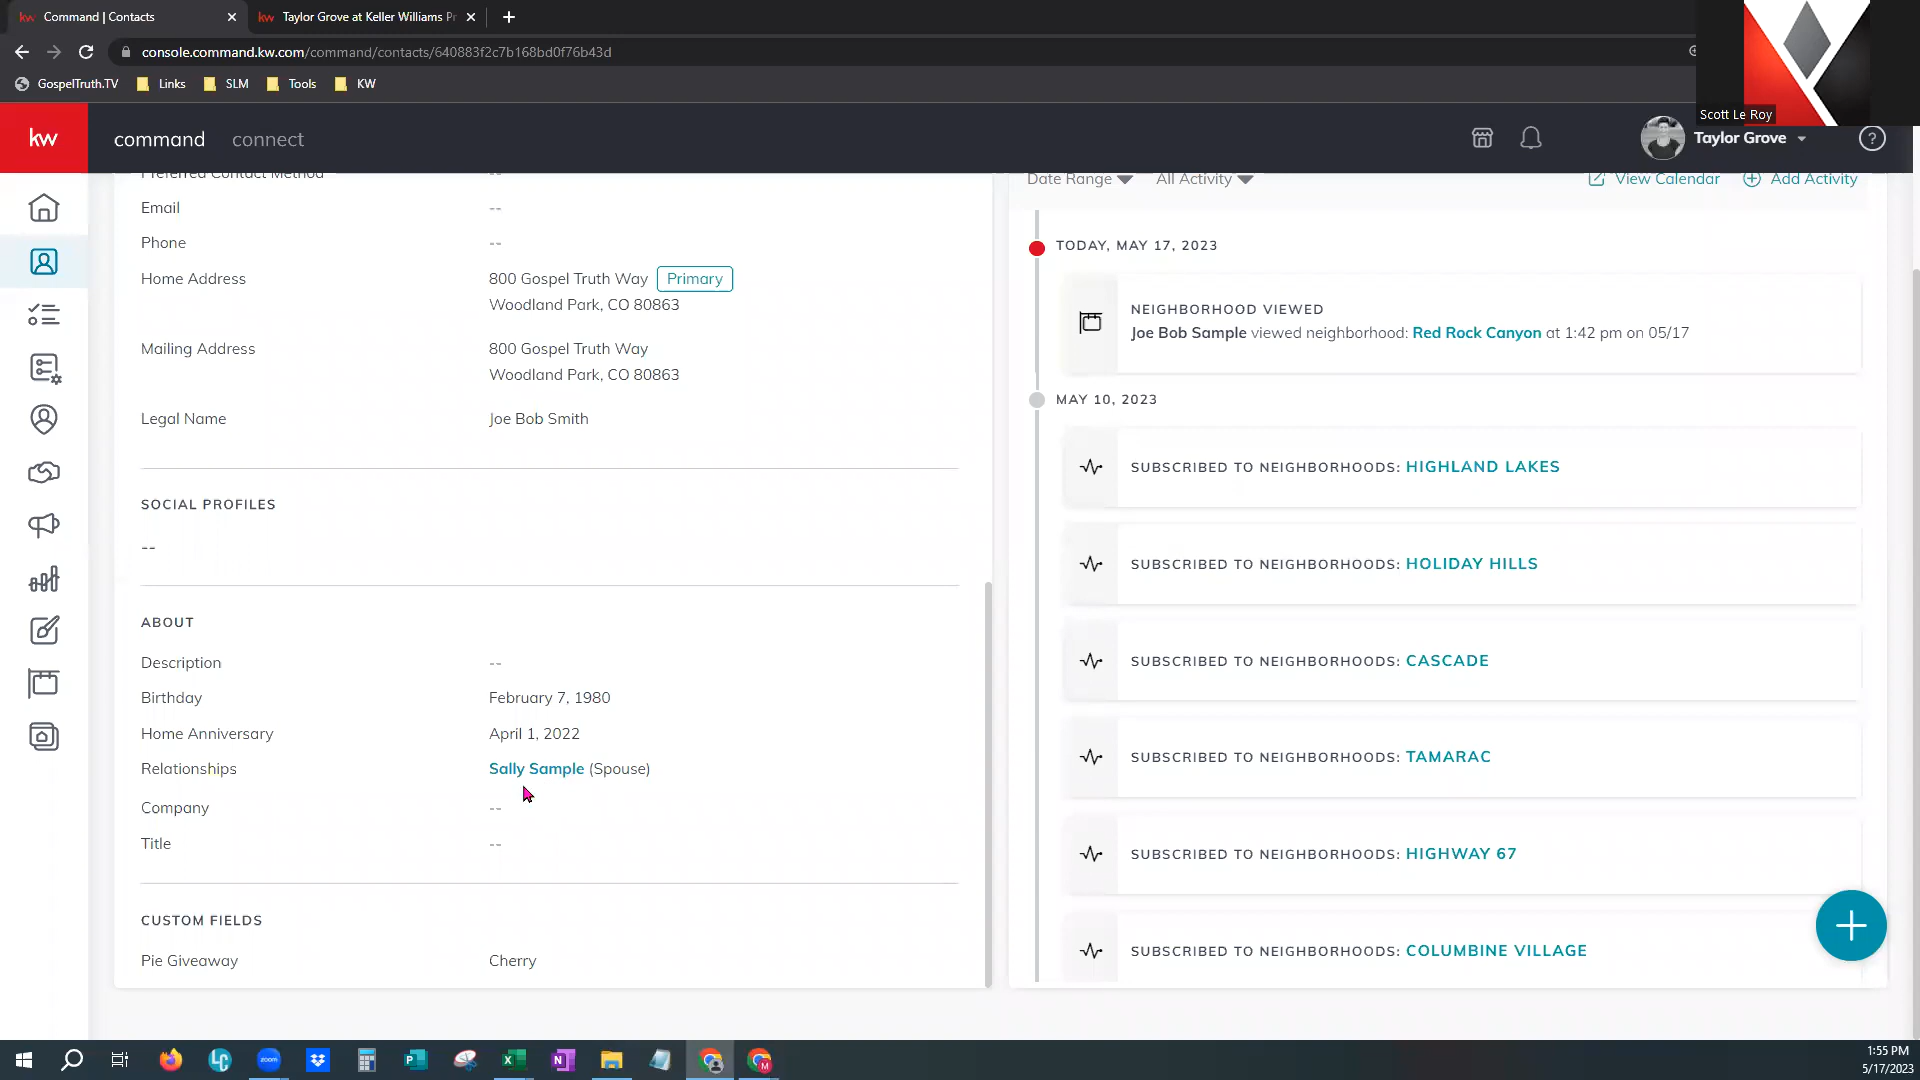 Command | Contacts
Taylor Grove at Keller Williams Pr
console.command.kw.com/command/contacts/640883f2c7b168bd0f76b43d
GospelTruth.TV
Links
SLM
Tools
KW
Scott Le Roy
kw
command
connect
Taylor Grove
Preferred Contact Method
--
Email
--
Phone
--
Home Address
800 Gospel Truth Way Primary
Woodland Park, CO 80863
Mailing Address
800 Gospel Truth Way
Woodland Park, CO 80863
Legal Name
Joe Bob Smith
SOCIAL PROFILES
--
ABOUT
Description
--
Birthday
February 7, 1980
Home Anniversary
April 1, 2022
Relationships
Sally Sample (Spouse)
Company
--
Title
--
CUSTOM FIELDS
Pie Giveaway
Cherry
Date Range
All Activity
View Calendar
Add Activity
TODAY, MAY 17, 2023
NEIGHBORHOOD VIEWED
Joe Bob Sample viewed neighborhood: Red Rock Canyon at 1:42 pm on 05/17
MAY 10, 2023
SUBSCRIBED TO NEIGHBORHOODS: HIGHLAND LAKES
SUBSCRIBED TO NEIGHBORHOODS: HOLIDAY HILLS
SUBSCRIBED TO NEIGHBORHOODS: CASCADE
SUBSCRIBED TO NEIGHBORHOODS: TAMARAC
SUBSCRIBED TO NEIGHBORHOODS: HIGHWAY 67
SUBSCRIBED TO NEIGHBORHOODS: COLUMBINE VILLAGE
1:55 PM
5/17/2023